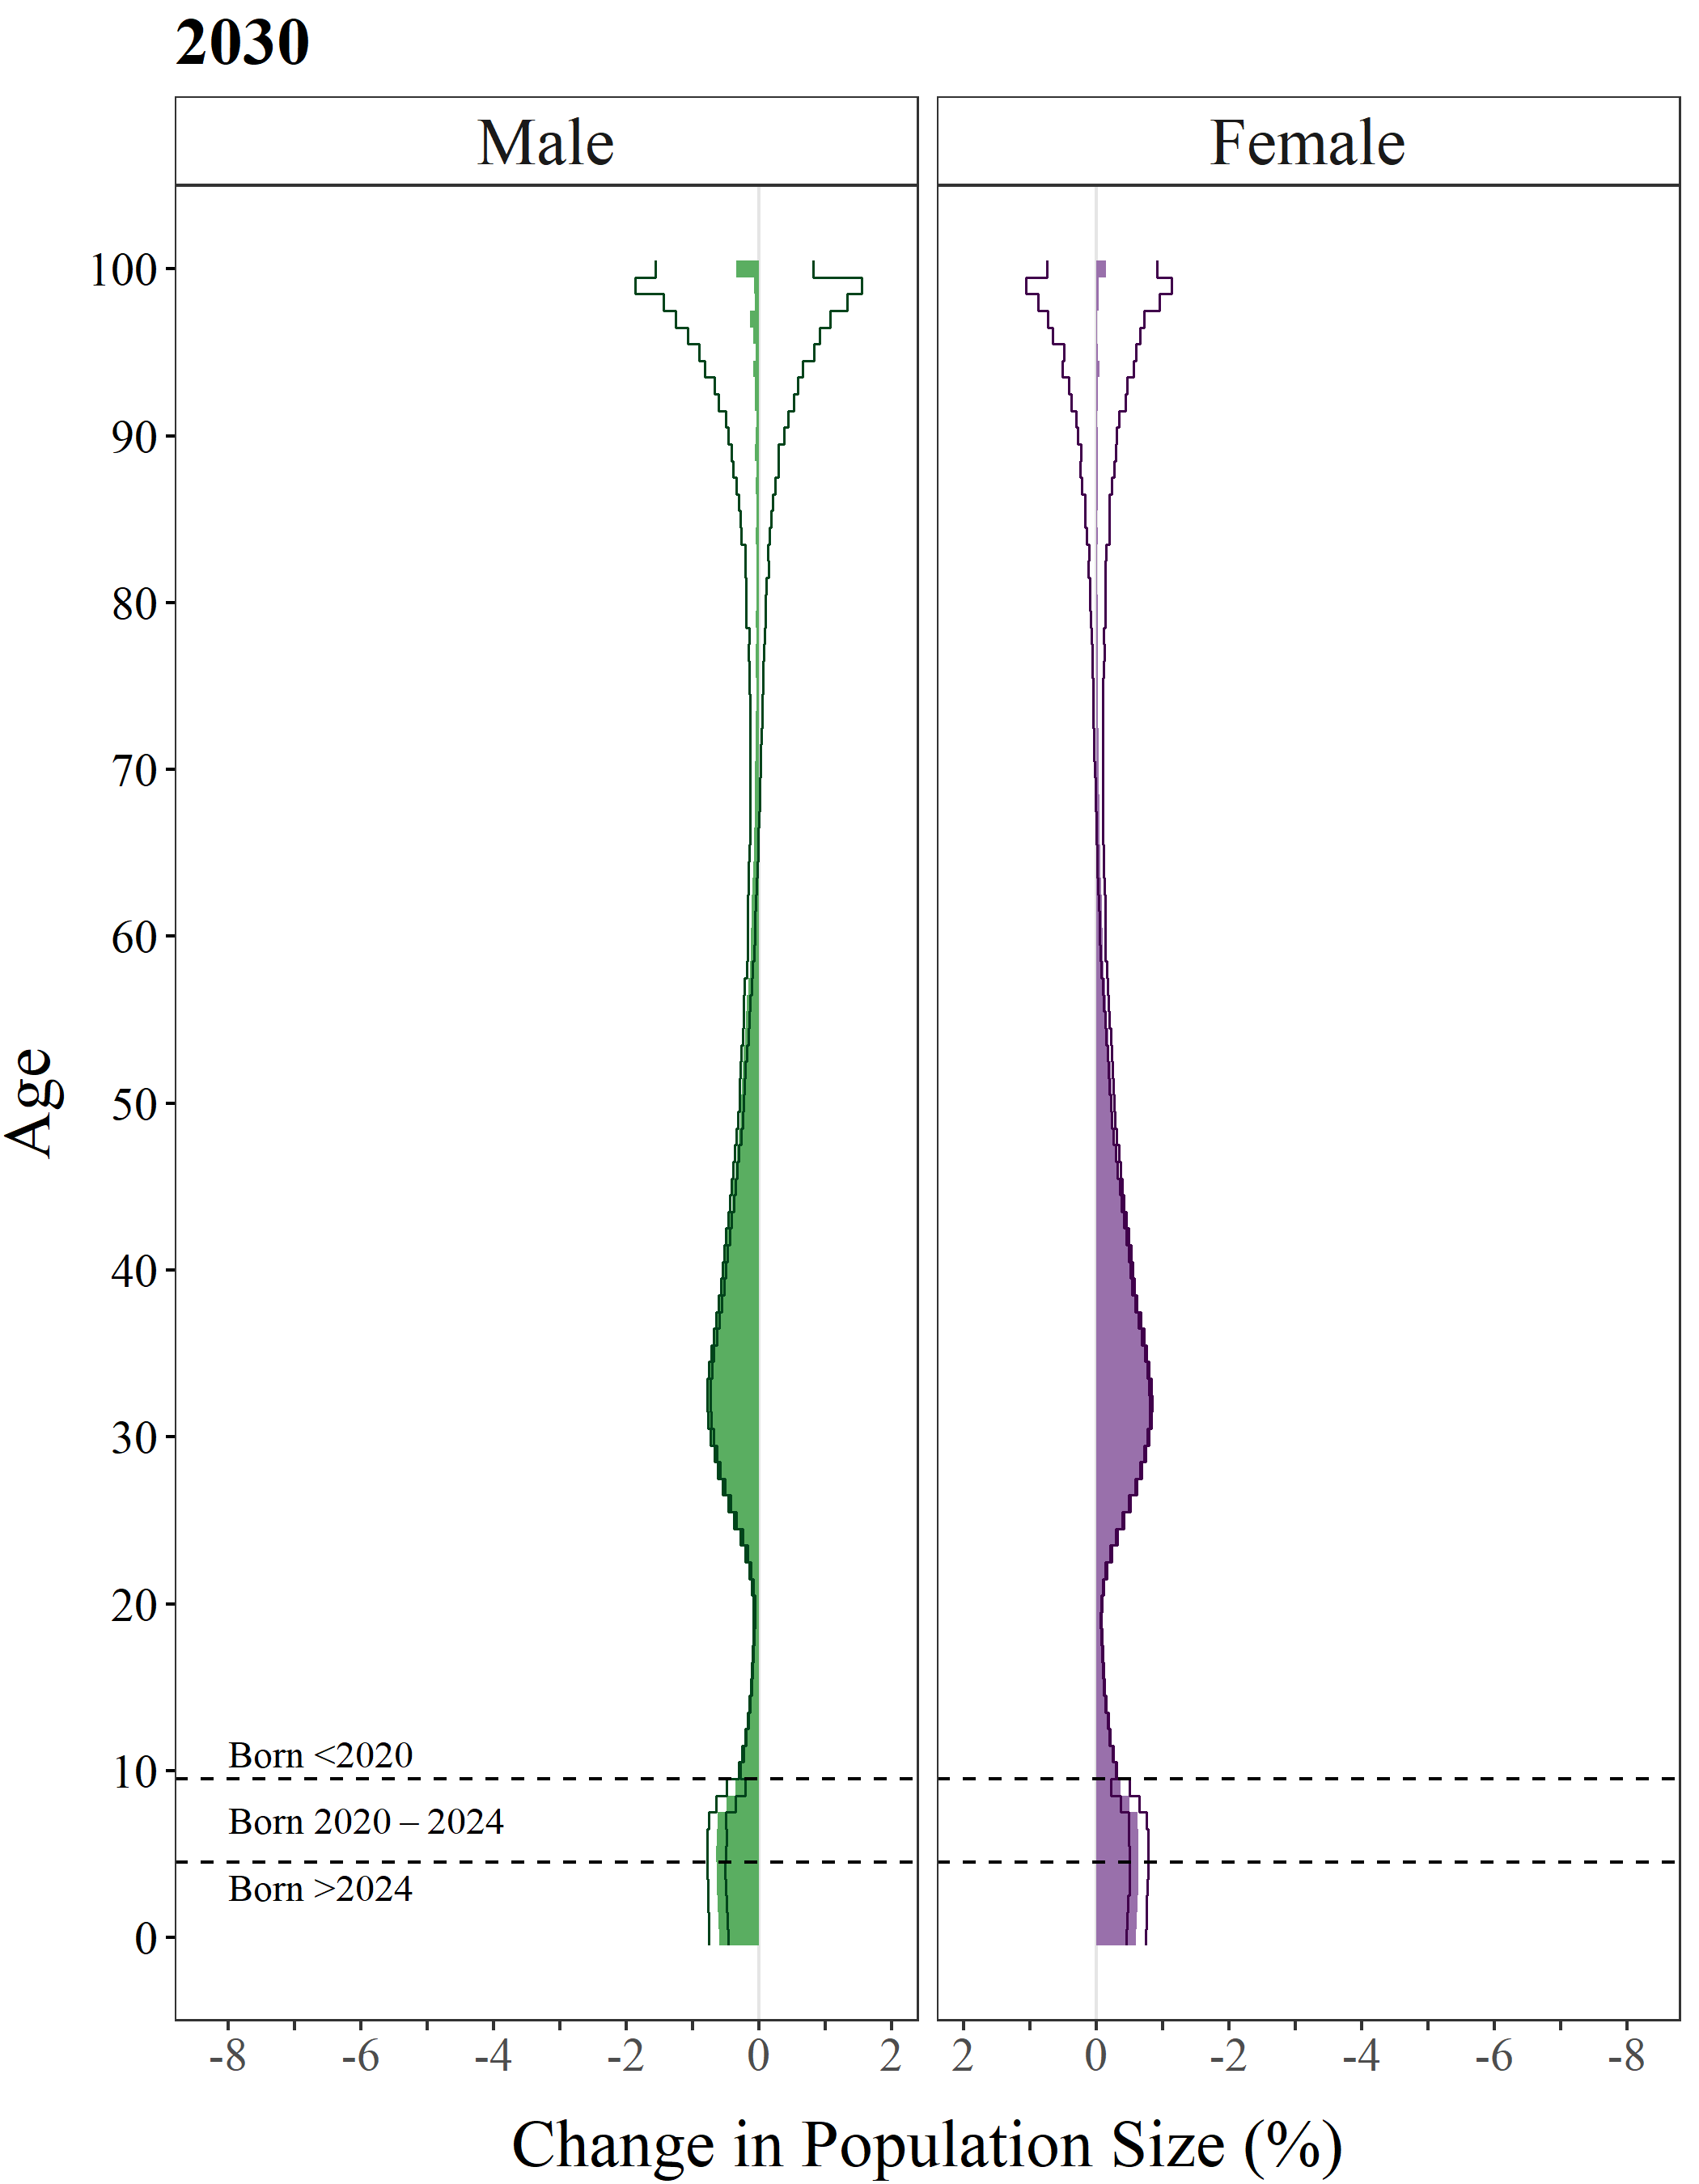 2030
Male
Female
100
90
80
70
60
50
40
30
20
10
0
Age
Born <2020
Born 2020 – 2024
Born >2024
-8 -6 -4 -2 0 2
2 0 -2 -4 -6 -8
Change in Population Size (%)